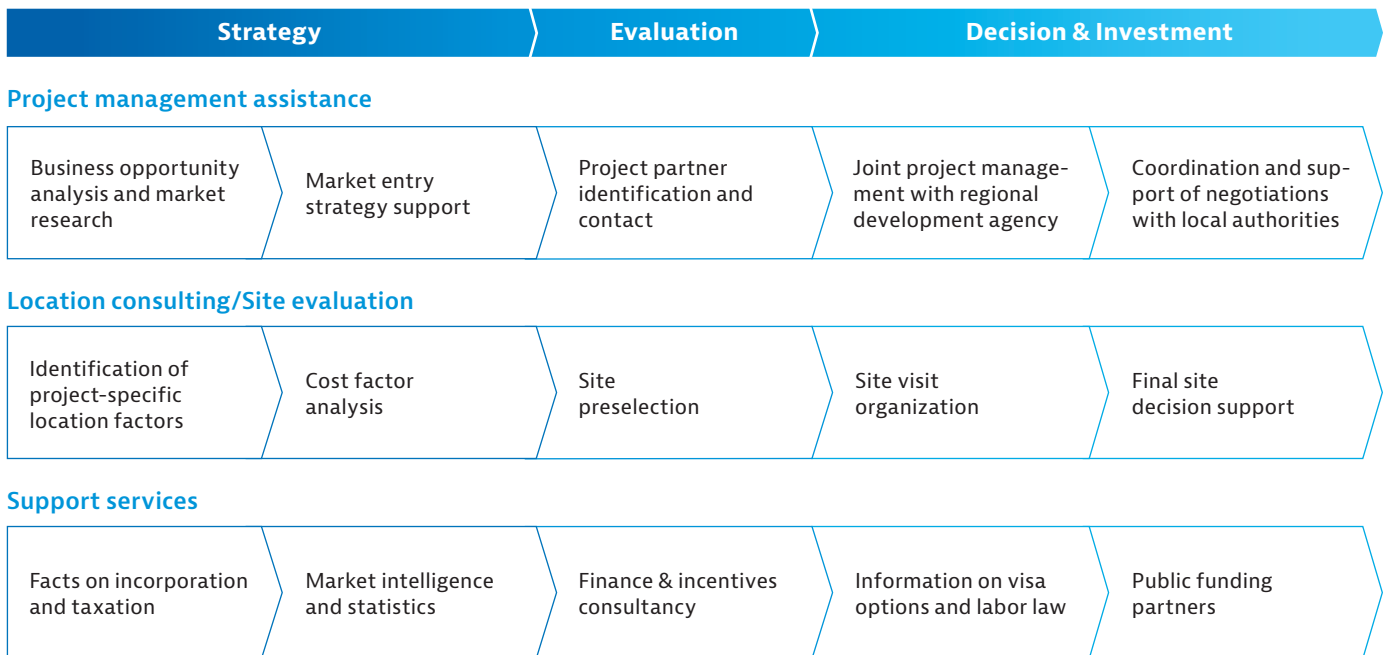 Strategy
Evaluation
Decision & Investment
Project management assistance
Business opportunity
analysis and market
research
Market entry
strategy support
Project partner
identification and
contact
Joint project manage-
ment with regional
development agency
Coordination and sup-
port of negotiations
with local authorities
Location consulting/Site evaluation
Identification of
project-specific
location factors
Cost factor
analysis
Site
preselection
Site visit
organization
Final site
decision support
Support services
Facts on incorporation
and taxation
Market intelligence
and statistics
Finance & incentives
consultancy
Information on visa
options and labor law
Public funding
partners